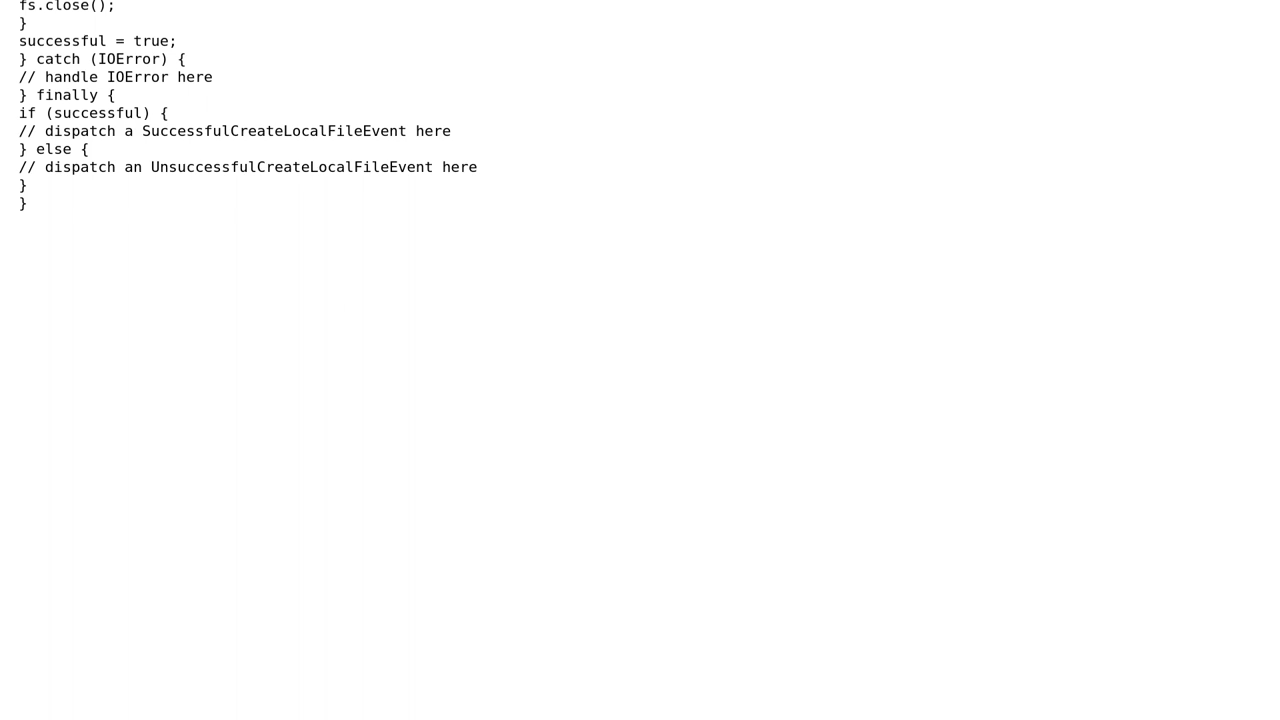 fs.close();
}
successful = true;
} catch (IOError) {
// handle IOError here
} finally {
if (successful) {
// dispatch a SuccessfulCreateLocalFileEvent here
} else {
// dispatch an UnsuccessfulCreateLocalFileEvent here
}
}